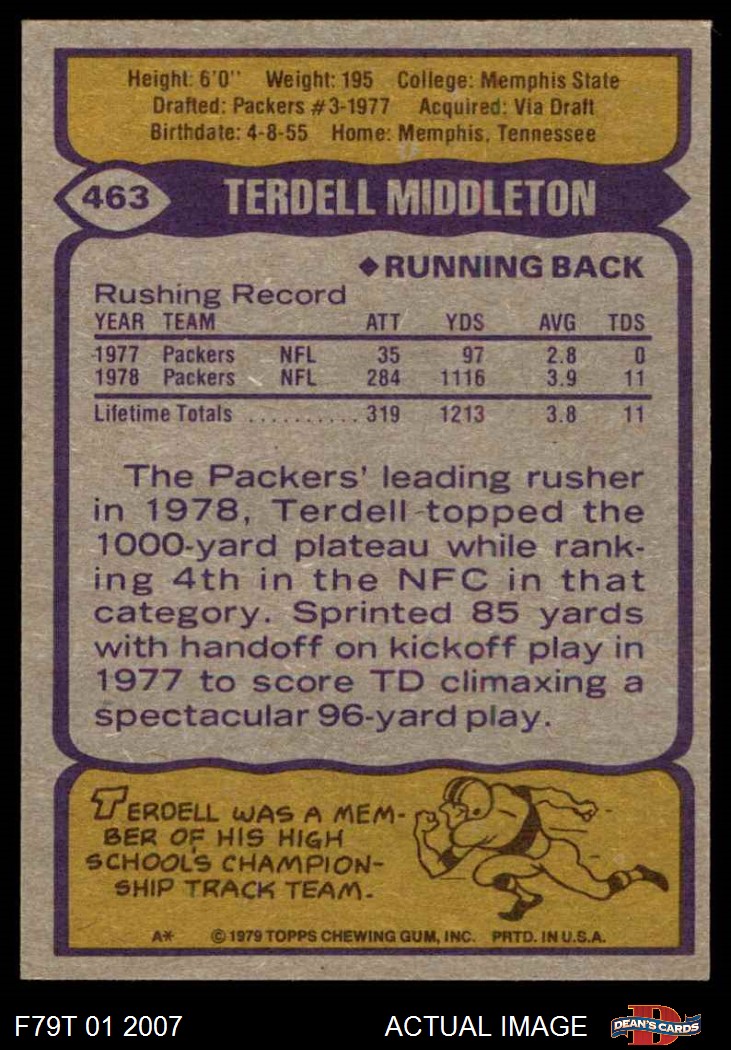 Height: 6'0" Weight: 195 College: Memphis State
Drafted: Packers #3-1977 Acquired: Via Draft
Birthdate: 4-8-55 Home: Memphis, Tennessee
463 TERDELL MIDDLETON
◆RUNNING BACK
Rushing Record
YEAR TEAM ATT YDS AVG TDS
1977 Packers NFL 35 97 2.8 0
1978 Packers NFL 284 1116 3.9 11
Lifetime Totals .......... 319 1213 3.8 11
The Packers' leading rusher
in 1978, Terdell topped the
1000-yard plateau while rank-
ing 4th in the NFC in that
category. Sprinted 85 yards
with handoff on kickoff play in
1977 to score TD climaxing a
spectacular 96-yard play.
TERDELL WAS A MEM-
BER OF HIS HIGH
SCHOOL'S CHAMPION-
SHIP TRACK TEAM.
A* © 1979 TOPPS CHEWING GUM, INC. PRTD. IN U.S.A.
F79T 01 2007 ACTUAL IMAGE D DEAN'S CARDS